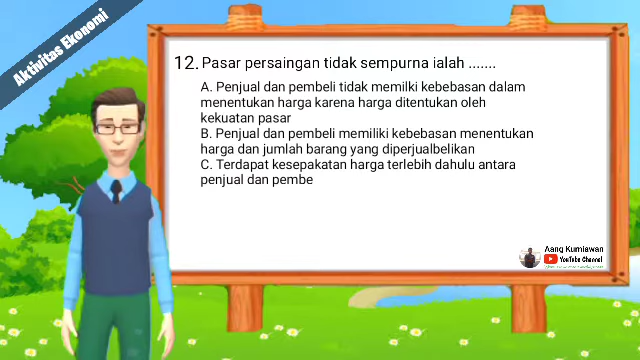 Aktivitas Ekonomi
12. Pasar persaingan tidak sempurna ialah .......
A. Penjual dan pembeli tidak memilki kebebasan dalam
menentukan harga karena harga ditentukan oleh
kekuatan pasar
B. Penjual dan pembeli memiliki kebebasan menentukan
harga dan jumlah barang yang diperjualbelikan
C. Terdapat kesepakatan harga terlebih dahulu antara
penjual dan pembe
Aang Kurniawan
YouTube Channel